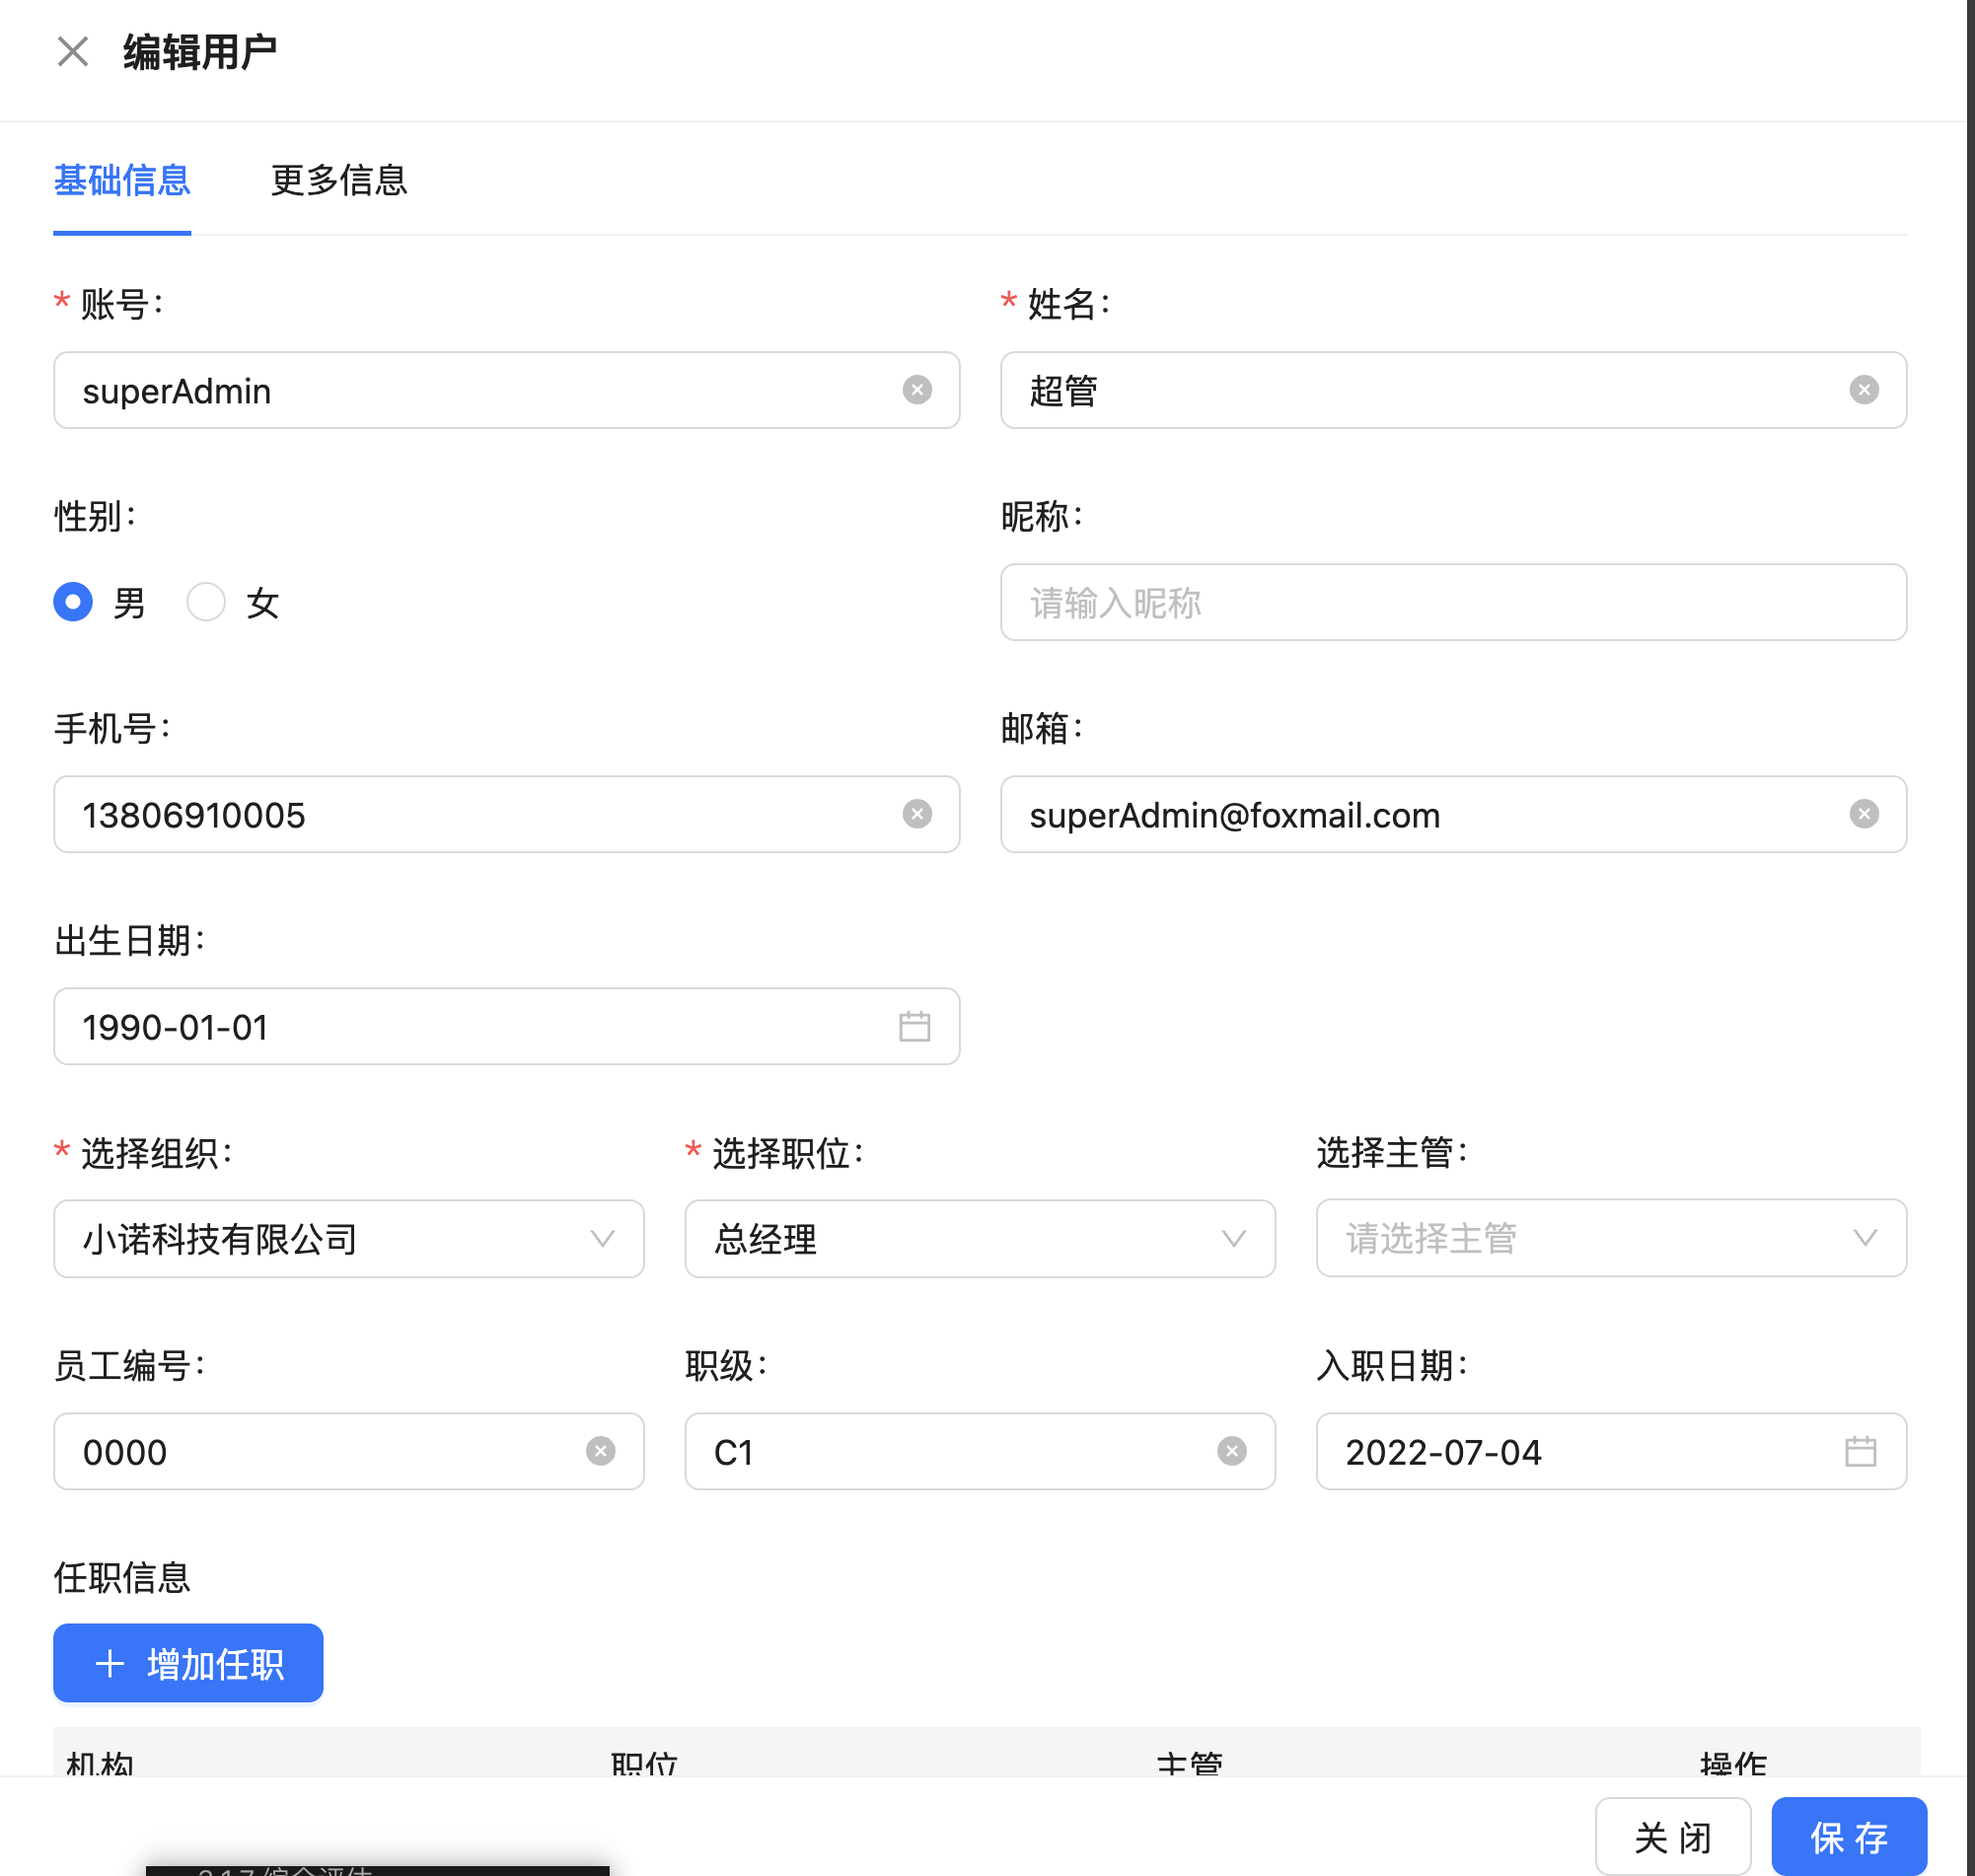 编辑用户
基础信息 更多信息
* 账号: * 姓名:
superAdmin 超管
性别: 昵称:
男 女 请输入昵称
手机号: 邮箱:
13806910005 superAdmin@foxmail.com
出生日期:
1990-01-01
* 选择组织: * 选择职位: 选择主管:
小诺科技有限公司 总经理 请选择主管
员工编号: 职级: 入职日期:
0000 C1 2022-07-04
任职信息
+ 增加任职
机构 职位 主管 操作
关 闭 保 存